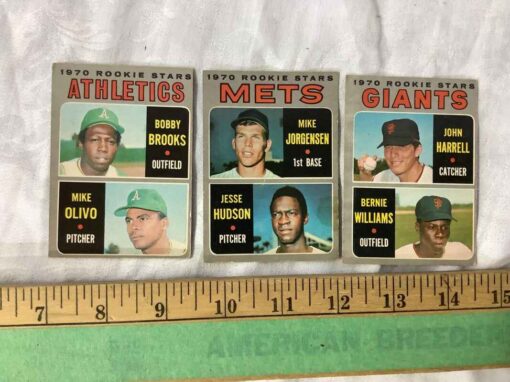 1970 ROOKIE STARS
ATHLETICS
BOBBY
BROOKS
OUTFIELD
MIKE
OLIVO
PITCHER
1970 ROOKIE STARS
METS
MIKE
JORGENSEN
1st BASE
JESSE
HUDSON
PITCHER
1970 ROOKIE STARS
GIANTS
JOHN
HARRELL
CATCHER
BERNIE
WILLIAMS
OUTFIELD
7 8 9 10 11 12 13 14 15
AMERICAN BREEDER